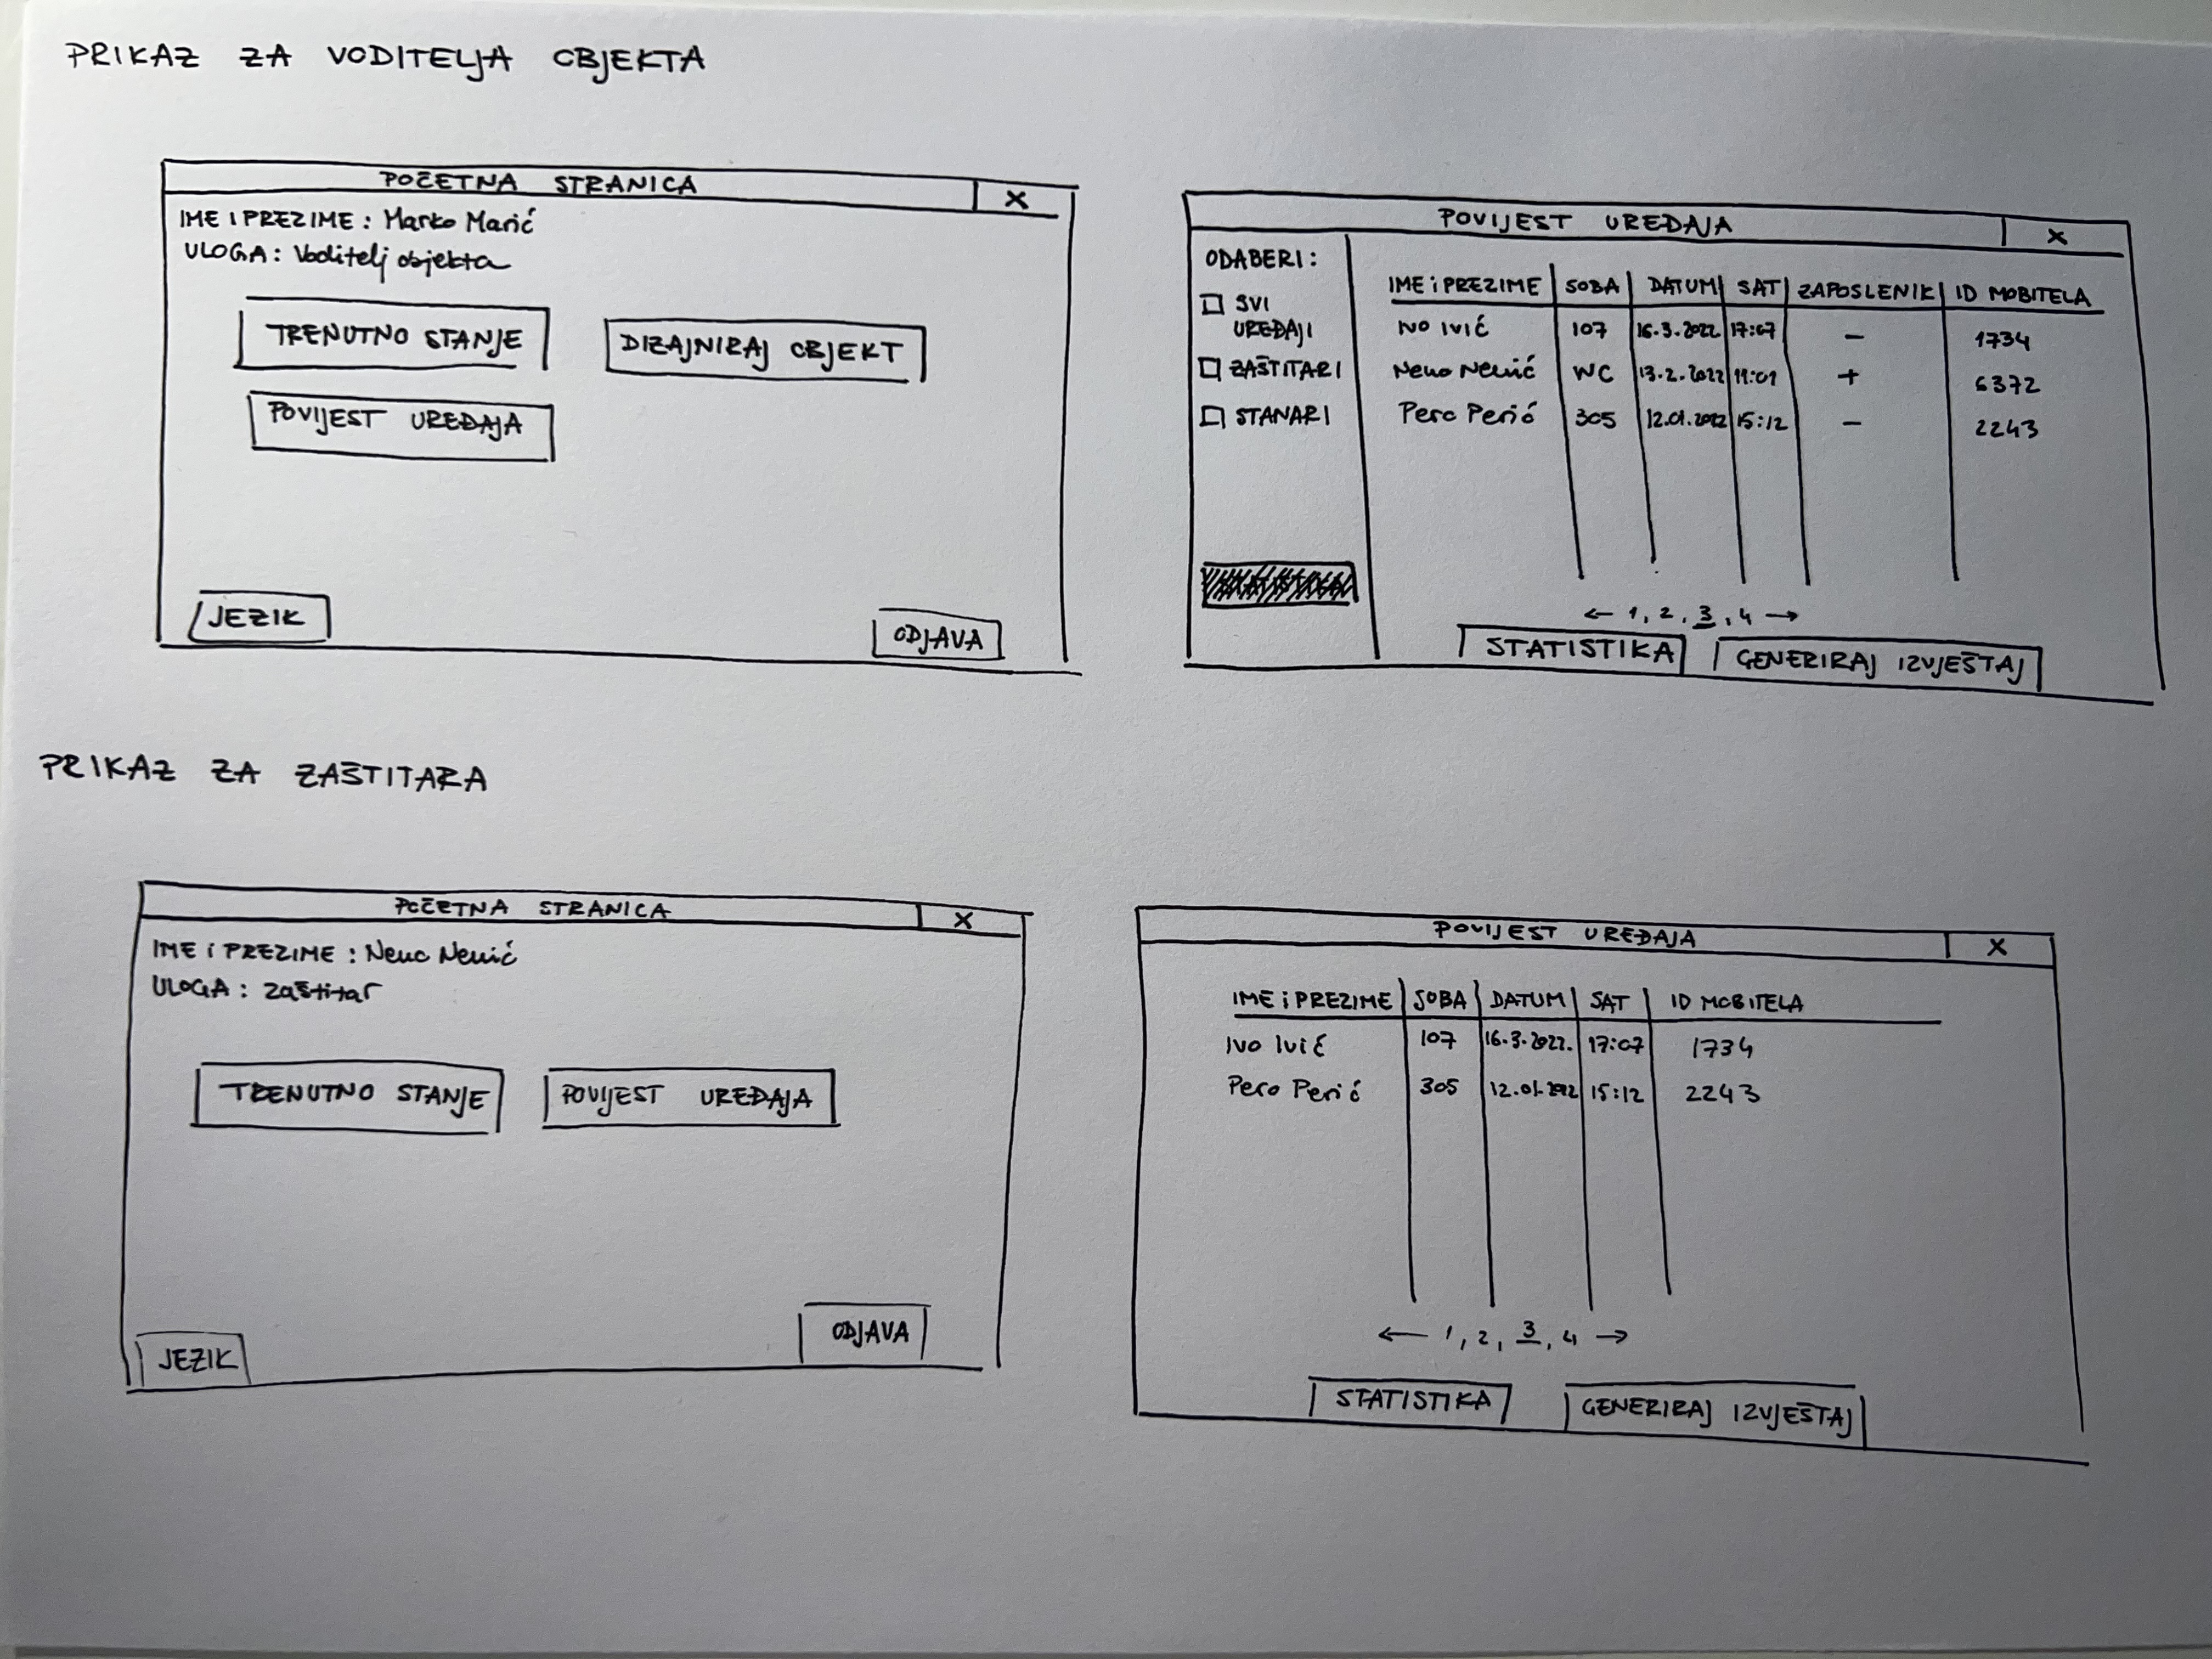 PRIKAZ ZA VODITELJA OBJEKTA
POČETNA STRANICA X
IME I PREZIME : Marko Marić
ULOGA : Voditelj objekta
TRENUTNO STANJE
DIZAJNIRAJ OBJEKT
POVIJEST UREĐAJA
JEZIK
ODJAVA
POVIJEST UREĐAJA X
ODABERI :
SVI
UREĐAJI
ZAŠTITARI
STANARI
IME i PREZIME SOBA DATUM SAT ZAPOSLENIK ID MOBITELA
Ivo Ivić 107 16.3.2022 17:07 - 1734
Neno Nenić WC 13.2.2022 11:01 + 6372
Pero Perić 305 12.01.2022 15:12 - 2243
← 1, 2, 3, 4 →
STATISTIKA
GENERIRAJ IZVJEŠTAJ
PRIKAZ ZA ZAŠTITARA
POČETNA STRANICA X
IME i PREZIME : Neno Nenić
ULOGA : zaštitar
TRENUTNO STANJE
POVIJEST UREĐAJA
JEZIK
ODJAVA
POVIJEST UREĐAJA X
IME i PREZIME SOBA DATUM SAT ID MOBITELA
Ivo Ivić 107 16.3.2022. 17:07 1734
Pero Perić 305 12.01.2022 15:12 2243
← 1, 2, 3, 4 →
STATISTIKA
GENERIRAJ IZVJEŠTAJ